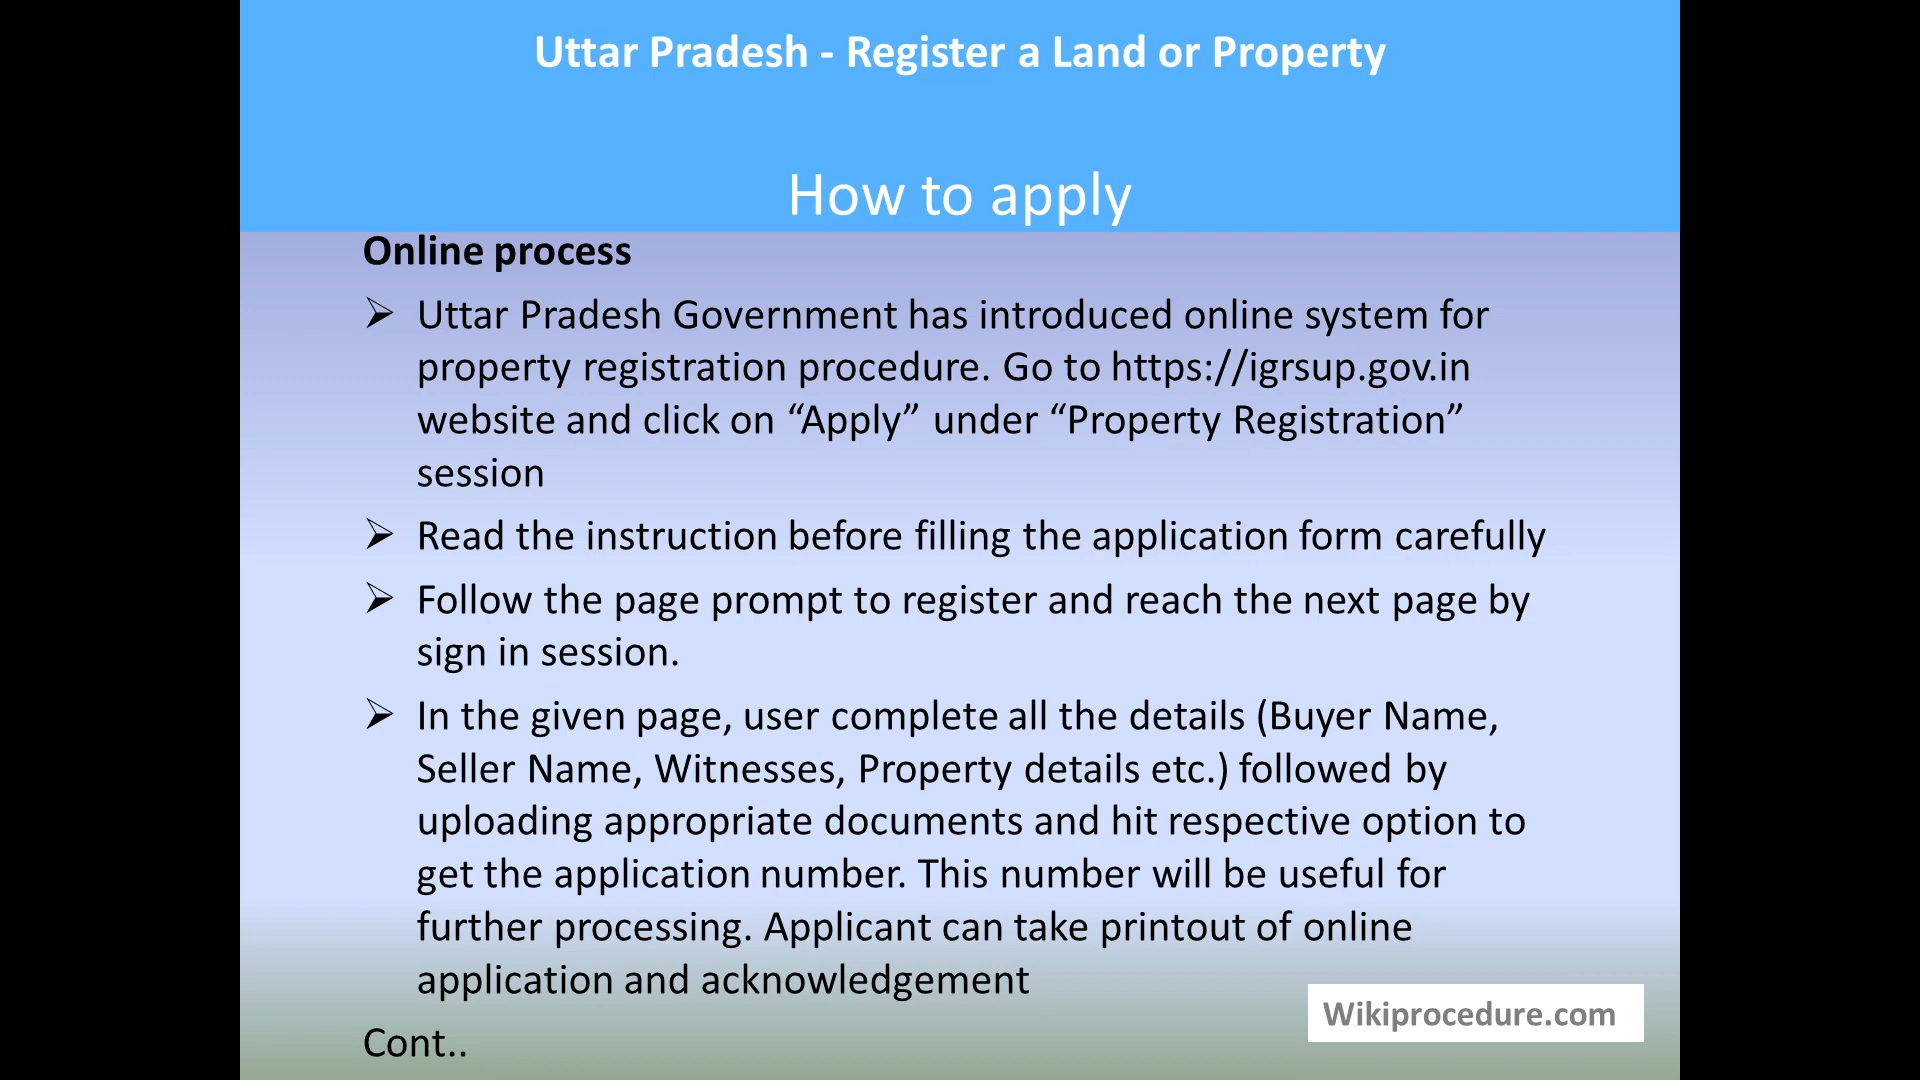 Uttar Pradesh - Register a Land or Property
How to apply
Online process
➢ Uttar Pradesh Government has introduced online system for
property registration procedure. Go to https://igrsup.gov.in
website and click on “Apply” under “Property Registration”
session
➢ Read the instruction before filling the application form carefully
➢ Follow the page prompt to register and reach the next page by
sign in session.
➢ In the given page, user complete all the details (Buyer Name,
Seller Name, Witnesses, Property details etc.) followed by
uploading appropriate documents and hit respective option to
get the application number. This number will be useful for
further processing. Applicant can take printout of online
application and acknowledgement
Cont..
Wikiprocedure.com